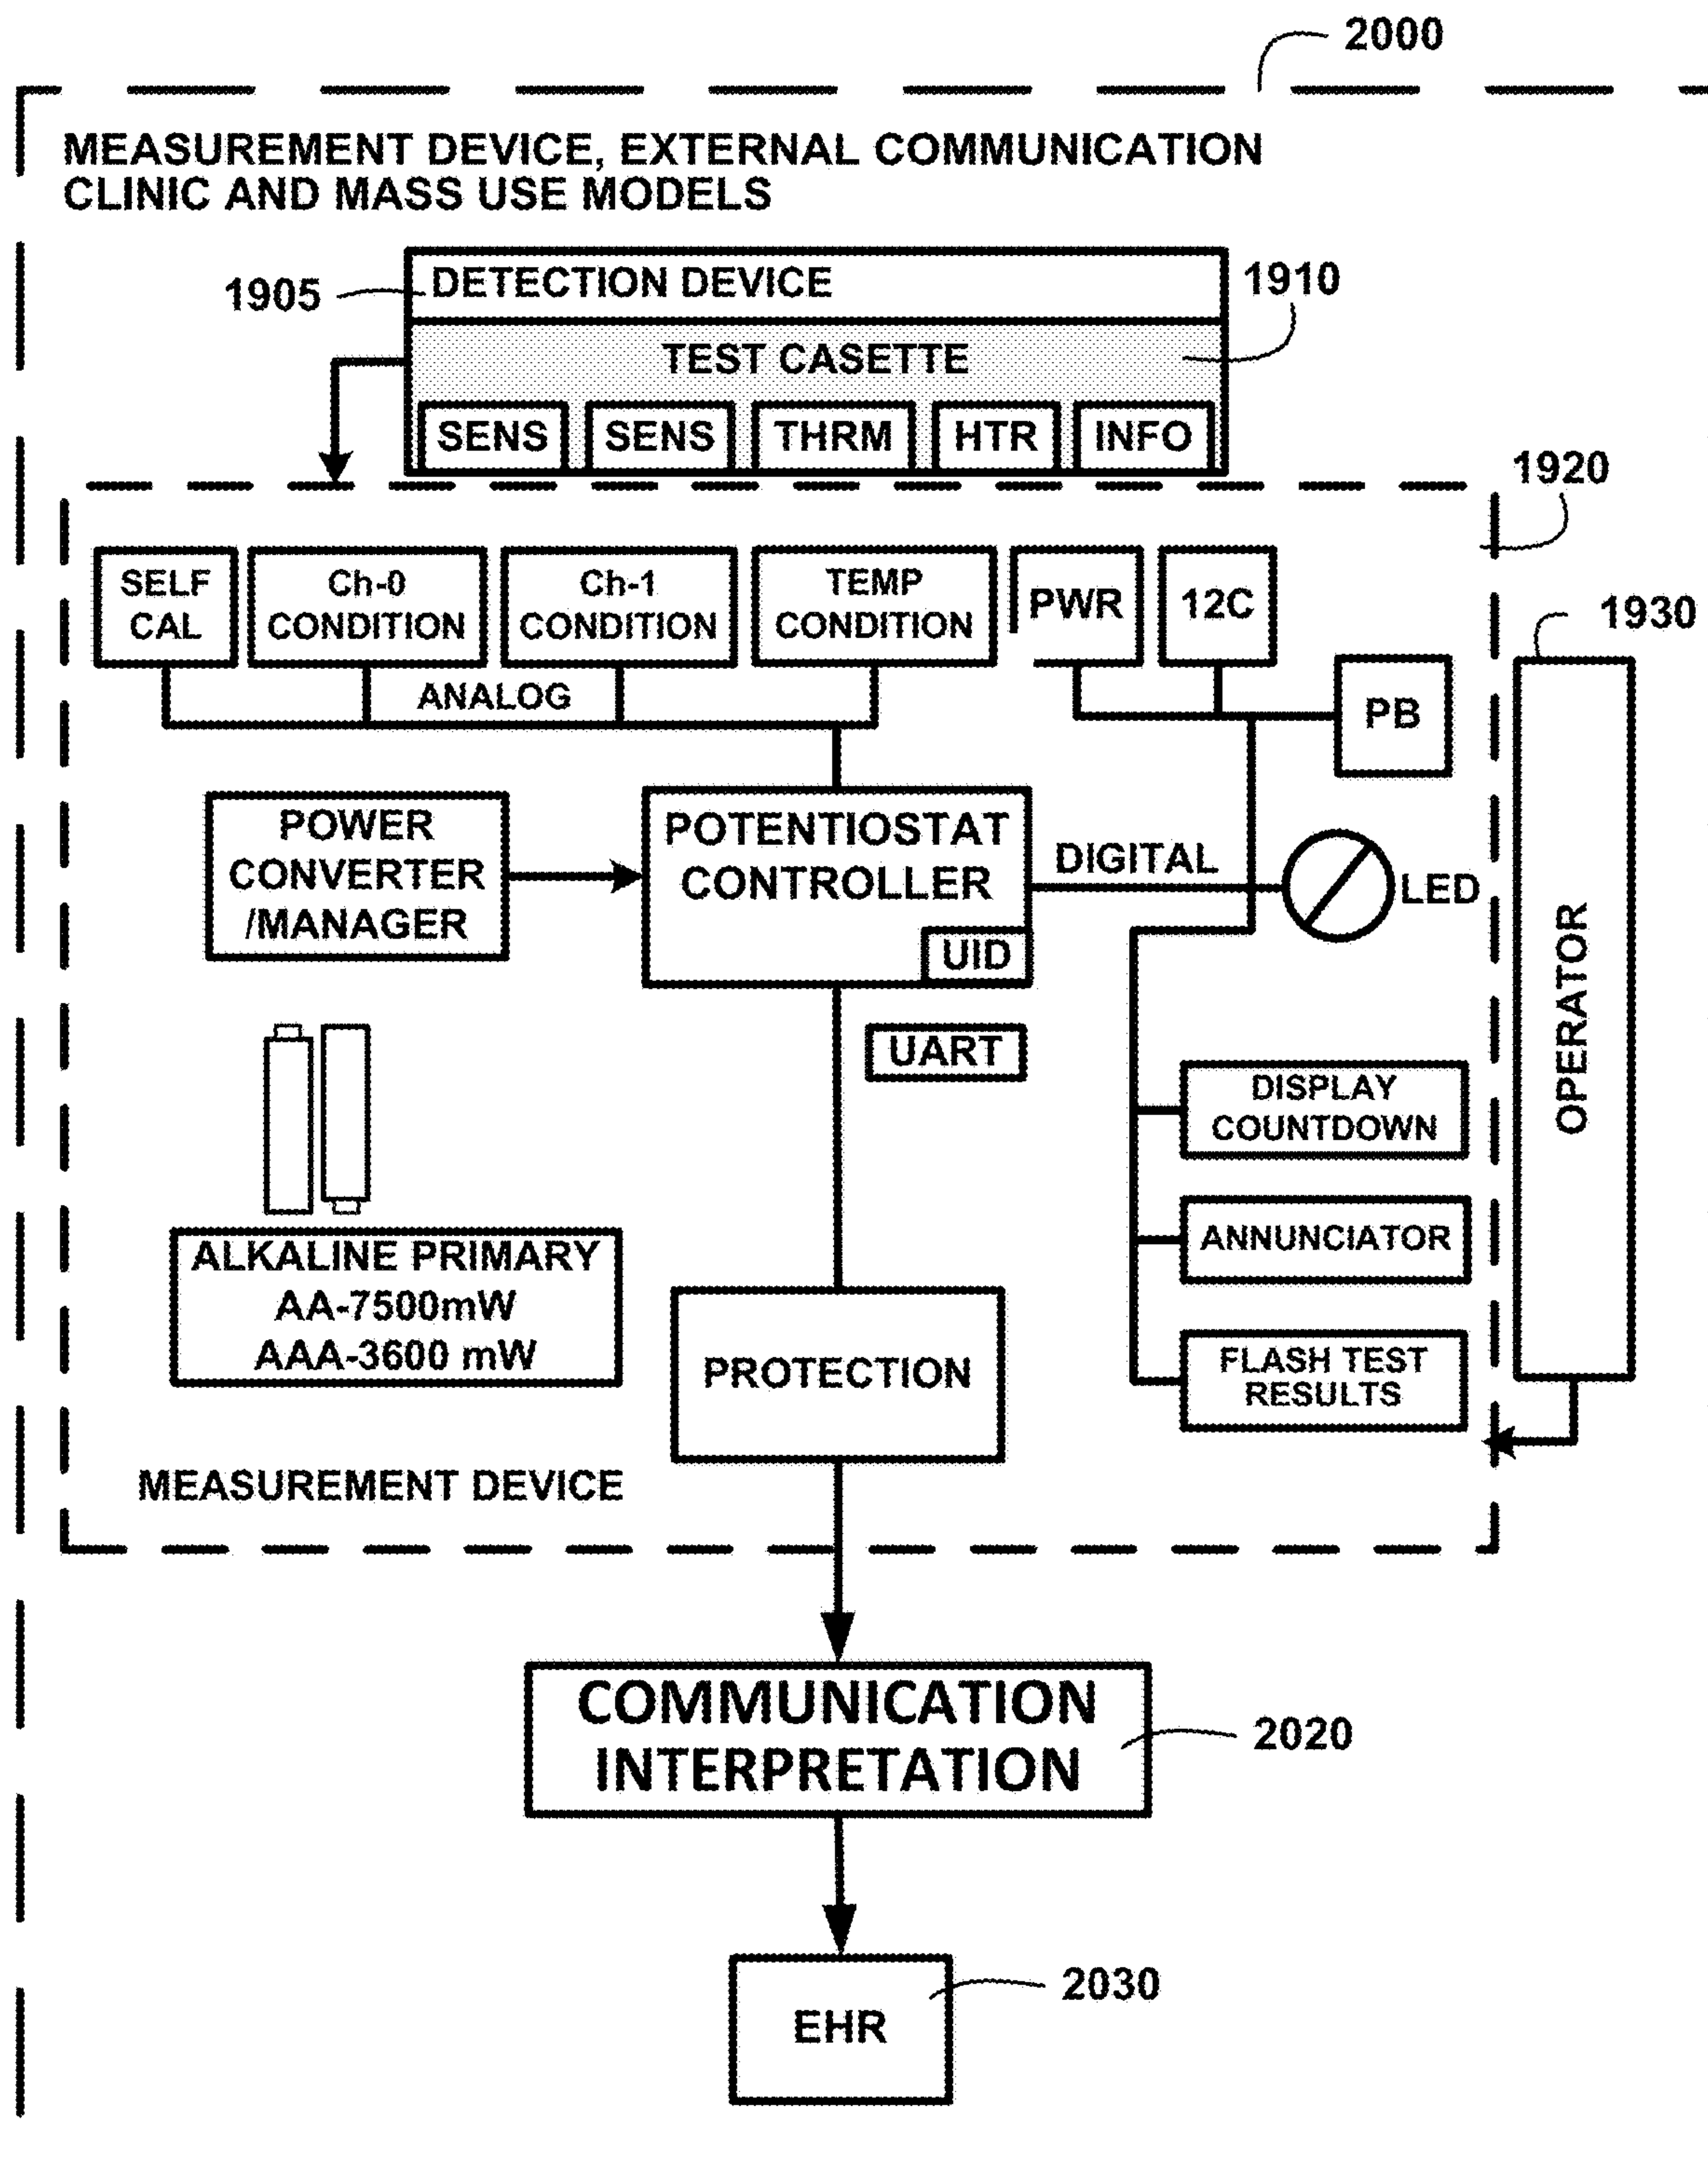 2000
MEASUREMENT DEVICE, EXTERNAL COMMUNICATION
CLINIC AND MASS USE MODELS
1905
DETECTION DEVICE
1910
TEST CASETTE
SENS
SENS
THRM
HTR
INFO
1920
SELF
CAL
Ch-0
CONDITION
Ch-1
CONDITION
TEMP
CONDITION
PWR
12C
1930
ANALOG
PB
POWER
CONVERTER
/MANAGER
POTENTIOSTAT
CONTROLLER
UID
DIGITAL
LED
OPERATOR
UART
DISPLAY
COUNTDOWN
ANNUNCIATOR
FLASH TEST
RESULTS
ALKALINE PRIMARY
AA-7500mW
AAA-3600 mW
PROTECTION
MEASUREMENT DEVICE
COMMUNICATION
INTERPRETATION
2020
EHR
2030